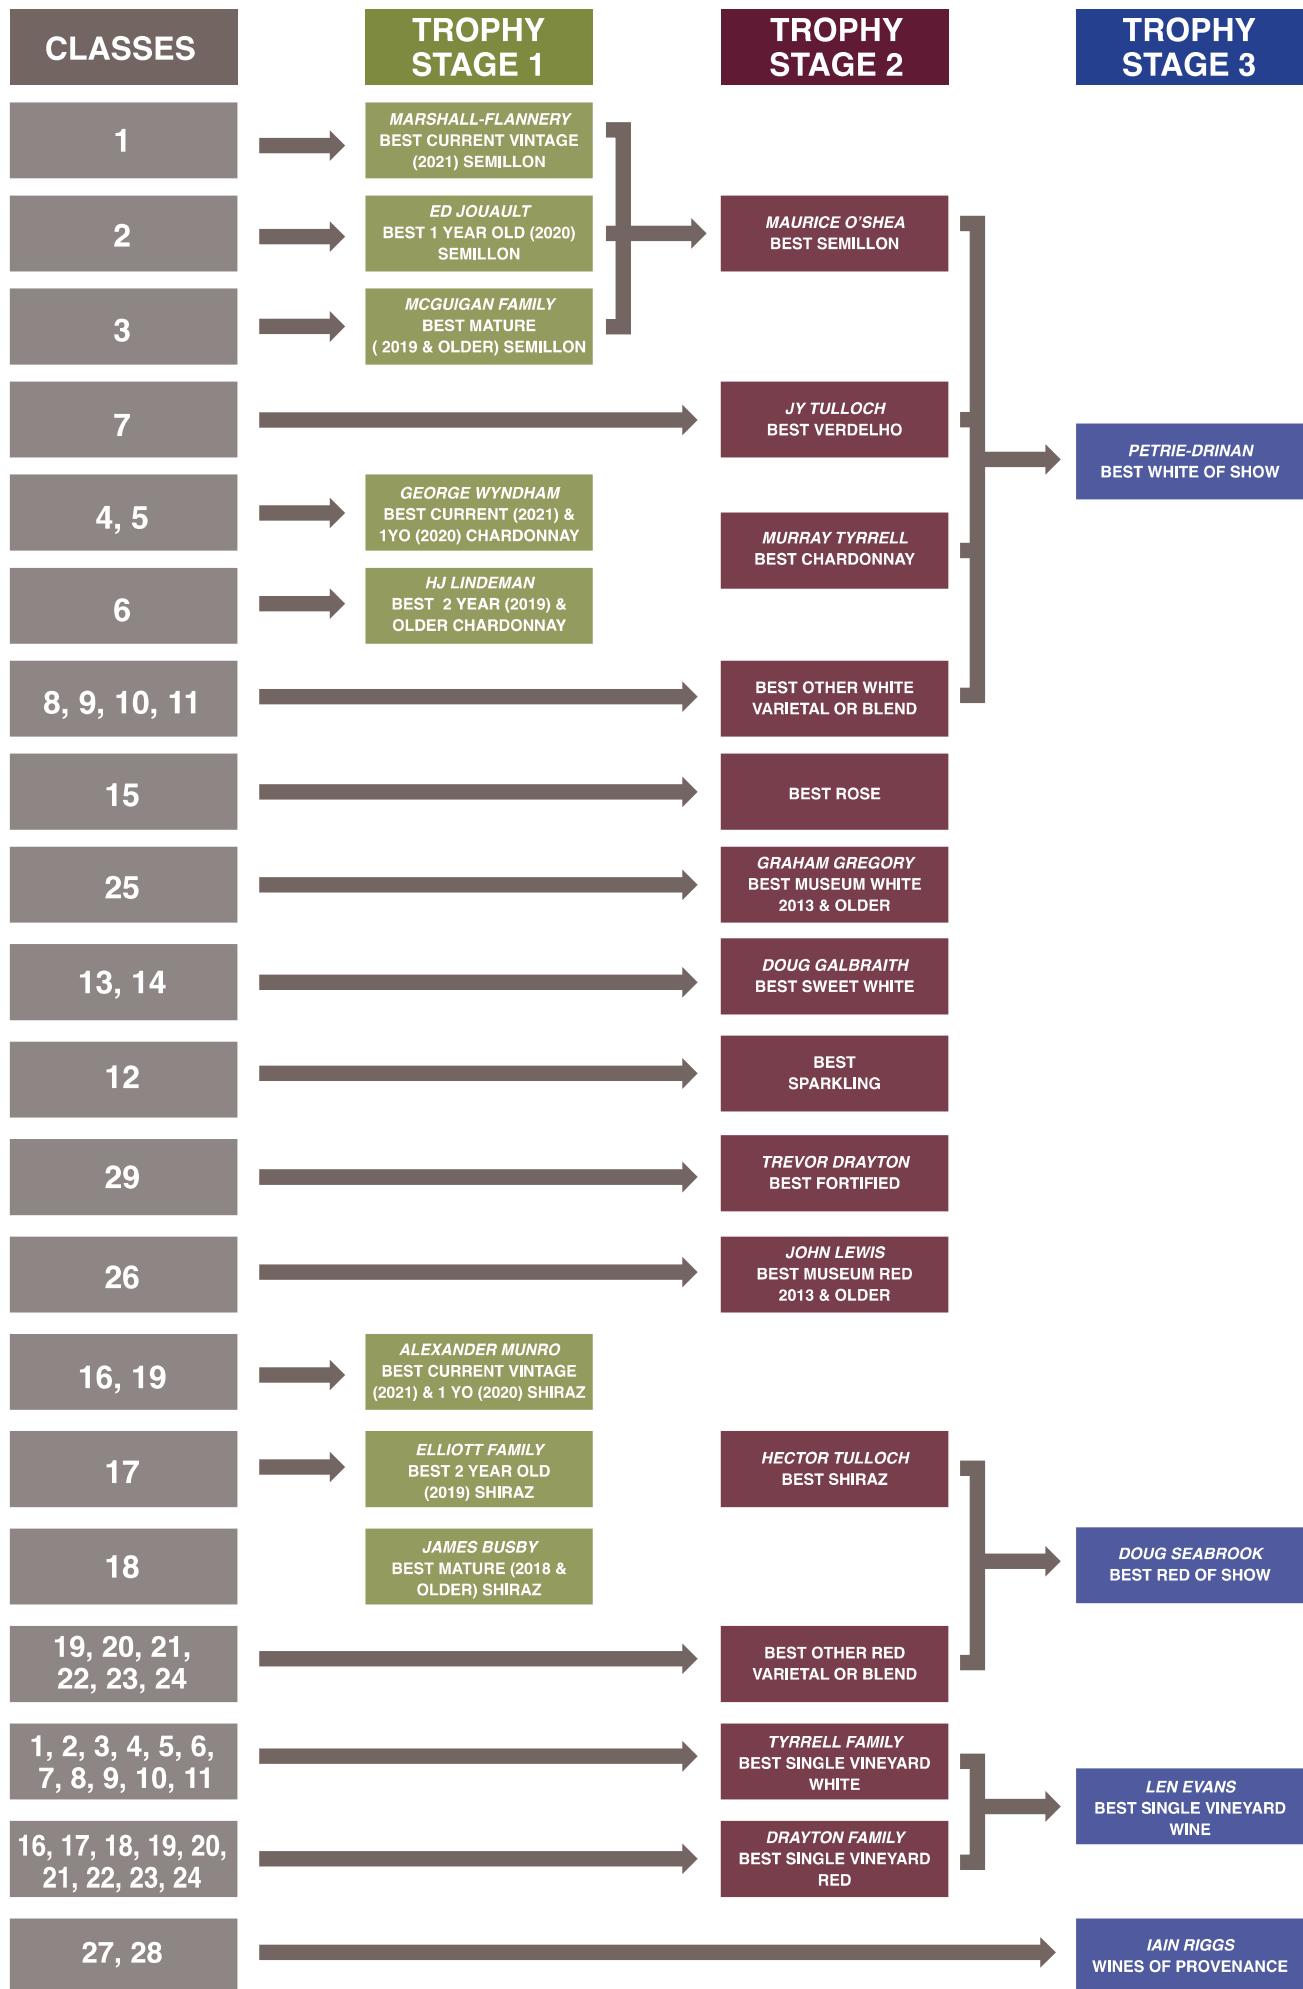 CLASSES
TROPHY
STAGE 1
TROPHY
STAGE 2
TROPHY
STAGE 3
1
MARSHALL-FLANNERY
BEST CURRENT VINTAGE
(2021) SEMILLON
2
ED JOUAULT
BEST 1 YEAR OLD (2020)
SEMILLON
MAURICE O'SHEA
BEST SEMILLON
3
MCGUIGAN FAMILY
BEST MATURE
( 2019 & OLDER) SEMILLON
7
JY TULLOCH
BEST VERDELHO
PETRIE-DRINAN
BEST WHITE OF SHOW
4, 5
GEORGE WYNDHAM
BEST CURRENT (2021) &
1YO (2020) CHARDONNAY
MURRAY TYRRELL
BEST CHARDONNAY
6
HJ LINDEMAN
BEST 2 YEAR (2019) &
OLDER CHARDONNAY
8, 9, 10, 11
BEST OTHER WHITE
VARIETAL OR BLEND
15
BEST ROSE
25
GRAHAM GREGORY
BEST MUSEUM WHITE
2013 & OLDER
13, 14
DOUG GALBRAITH
BEST SWEET WHITE
12
BEST
SPARKLING
29
TREVOR DRAYTON
BEST FORTIFIED
26
JOHN LEWIS
BEST MUSEUM RED
2013 & OLDER
16, 19
ALEXANDER MUNRO
BEST CURRENT VINTAGE
(2021) & 1 YO (2020) SHIRAZ
17
ELLIOTT FAMILY
BEST 2 YEAR OLD
(2019) SHIRAZ
HECTOR TULLOCH
BEST SHIRAZ
18
JAMES BUSBY
BEST MATURE (2018 &
OLDER) SHIRAZ
DOUG SEABROOK
BEST RED OF SHOW
19, 20, 21,
22, 23, 24
BEST OTHER RED
VARIETAL OR BLEND
1, 2, 3, 4, 5, 6,
7, 8, 9, 10, 11
TYRRELL FAMILY
BEST SINGLE VINEYARD
WHITE
LEN EVANS
BEST SINGLE VINEYARD
WINE
16, 17, 18, 19, 20,
21, 22, 23, 24
DRAYTON FAMILY
BEST SINGLE VINEYARD
RED
27, 28
IAIN RIGGS
WINES OF PROVENANCE